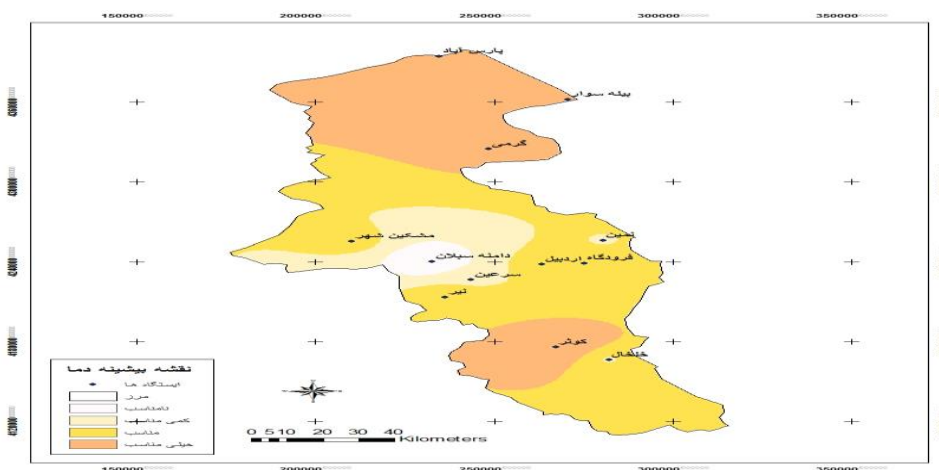 150000 200000 250000 300000 350000
پارس آباد
بیله سوار
گرمی
مشکین شهر
نمین
دامنه سبلان
فرودگاه اردبیل
سرعین
نیر
کوثر
خلخال
نقشه بیشینه دما
ایستگاه ها
مرز
نامناسب
کمی مناسب
مناسب
خیلی مناسب
0 5 10 20 30 40
Kilometers
150000 200000 250000 300000 350000